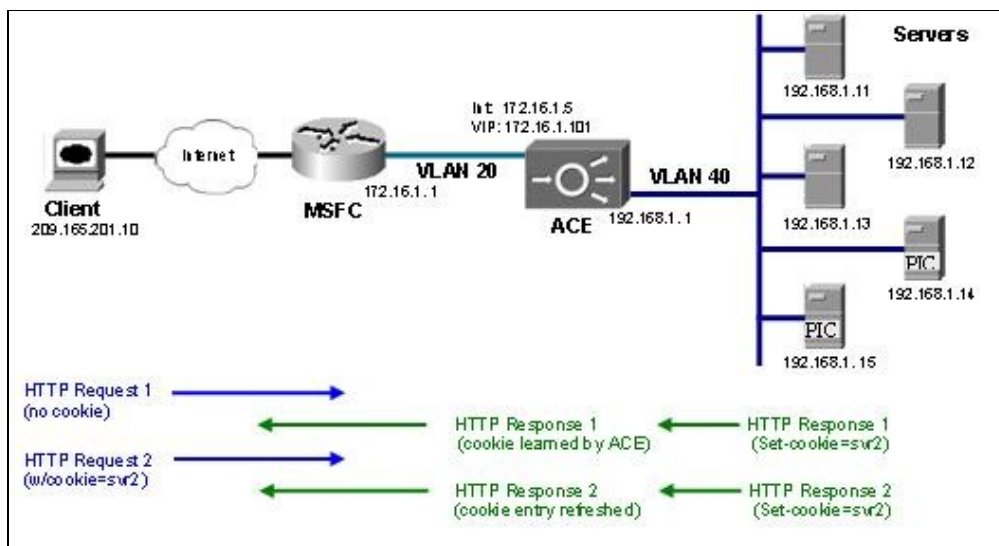 Servers
192.168.1.11
Int: 172.16.1.5
VIP: 172.16.1.101
Internet
VLAN 20
VLAN 40
192.168.1.12
172.16.1.1
Client
MSFC
ACE
192.168.1.1
192.168.1.13
209.165.201.10
PIC
192.168.1.14
PIC
192.168.1.15
HTTP Request 1
(no cookie)
HTTP Response 1
(cookie learned by ACE)
HTTP Response 1
(Set-cookie=svr2)
HTTP Request 2
(w/cookie=svr2)
HTTP Response 2
(cookie entry refreshed)
HTTP Response 2
(Set-cookie=svr2)